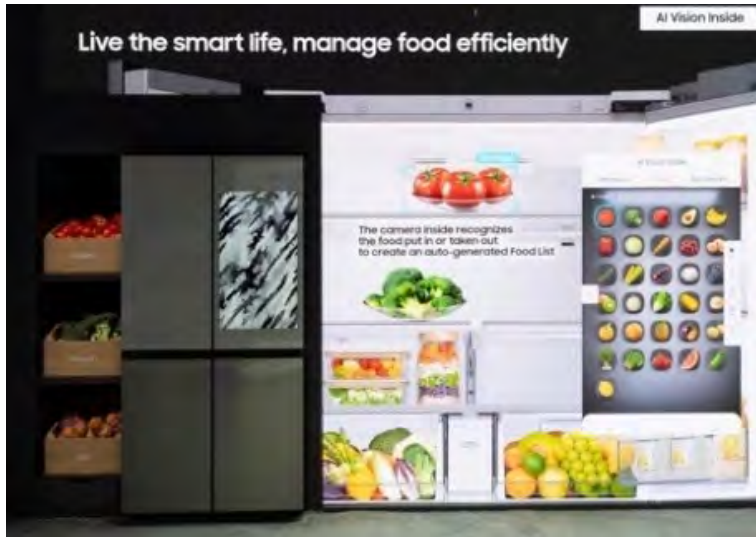 AI Vision Inside
Live the smart life, manage food efficiently
The camera inside recognizes
the food put in or taken out
to create an auto-generated Food List